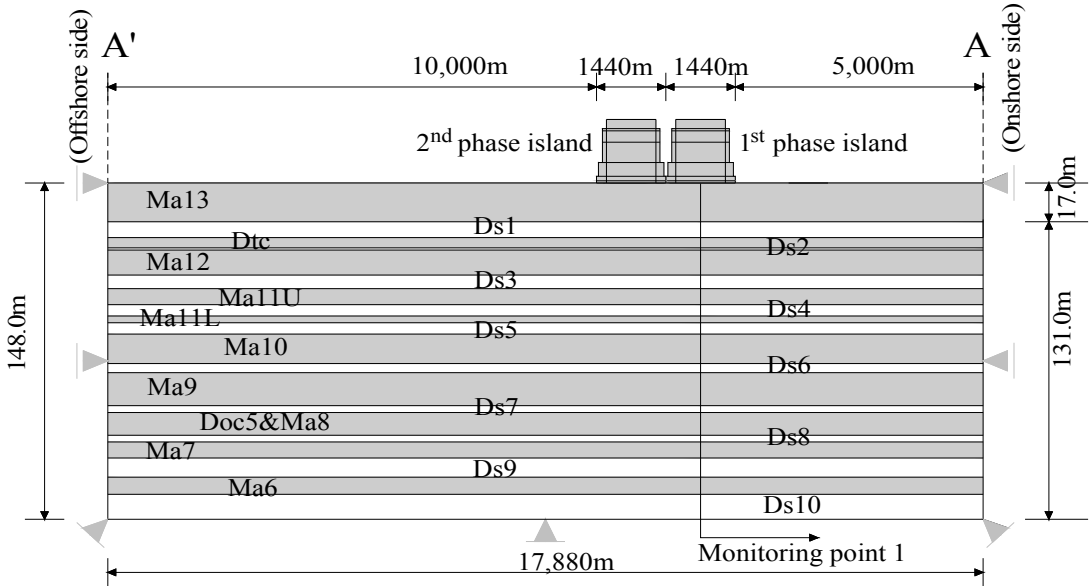 A'
A
(Offshore side)
(Onshore side)
10,000m
1440m
1440m
5,000m
2nd phase island
1st phase island
Ma13
17.0m
Ds1
Dtc
Ds2
Ma12
Ds3
Ma11U
Ds4
Ma11L
Ds5
148.0m
131.0m
Ma10
Ds6
Ma9
Ds7
Doc5&Ma8
Ds8
Ma7
Ds9
Ma6
Ds10
Monitoring point 1
17,880m